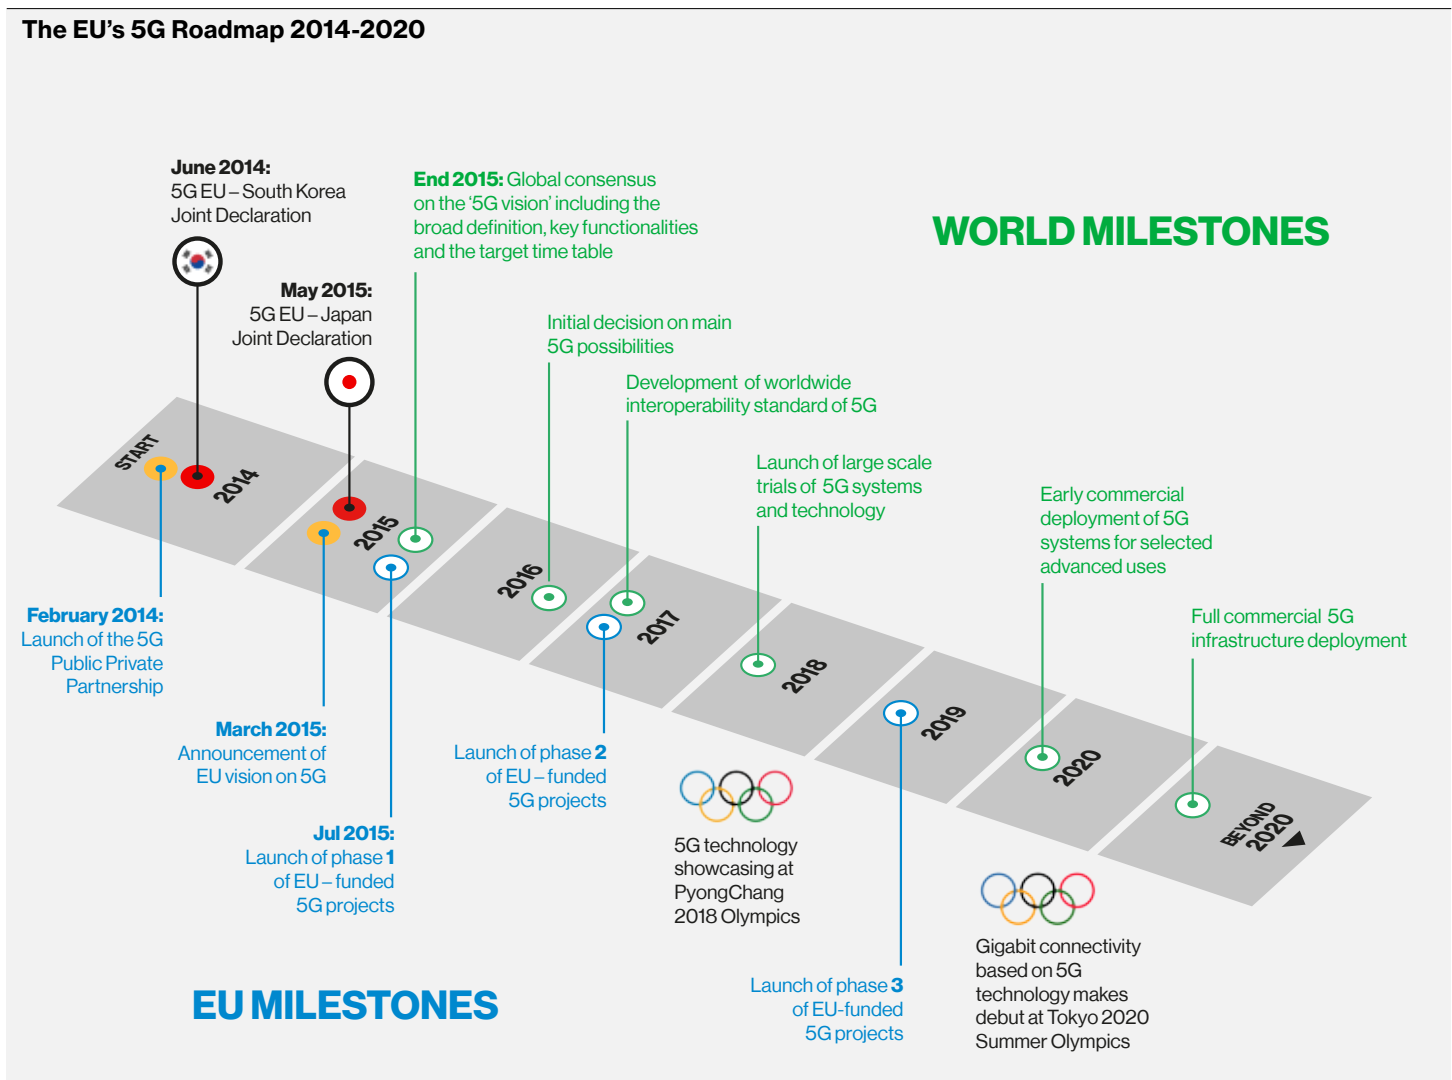 The EU's 5G Roadmap 2014-2020
June 2014:
5G EU – South Korea
Joint Declaration
May 2015:
5G EU – Japan
Joint Declaration
End 2015: Global consensus
on the '5G vision' including the
broad definition, key functionalities
and the target time table
WORLD MILESTONES
Initial decision on main
5G possibilities
Development of worldwide
interoperability standard of 5G
Launch of large scale
trials of 5G systems
and technology
Early commercial
deployment of 5G
systems for selected
advanced uses
Full commercial 5G
infrastructure deployment
START
2014
2015
2016
2017
2018
2019
2020
BEYOND
2020
February 2014:
Launch of the 5G
Public Private
Partnership
March 2015:
Announcement of
EU vision on 5G
Jul 2015:
Launch of phase 1
of EU – funded
5G projects
Launch of phase 2
of EU – funded
5G projects
5G technology
showcasing at
PyongChang
2018 Olympics
Launch of phase 3
of EU-funded
5G projects
Gigabit connectivity
based on 5G
technology makes
debut at Tokyo 2020
Summer Olympics
EU MILESTONES